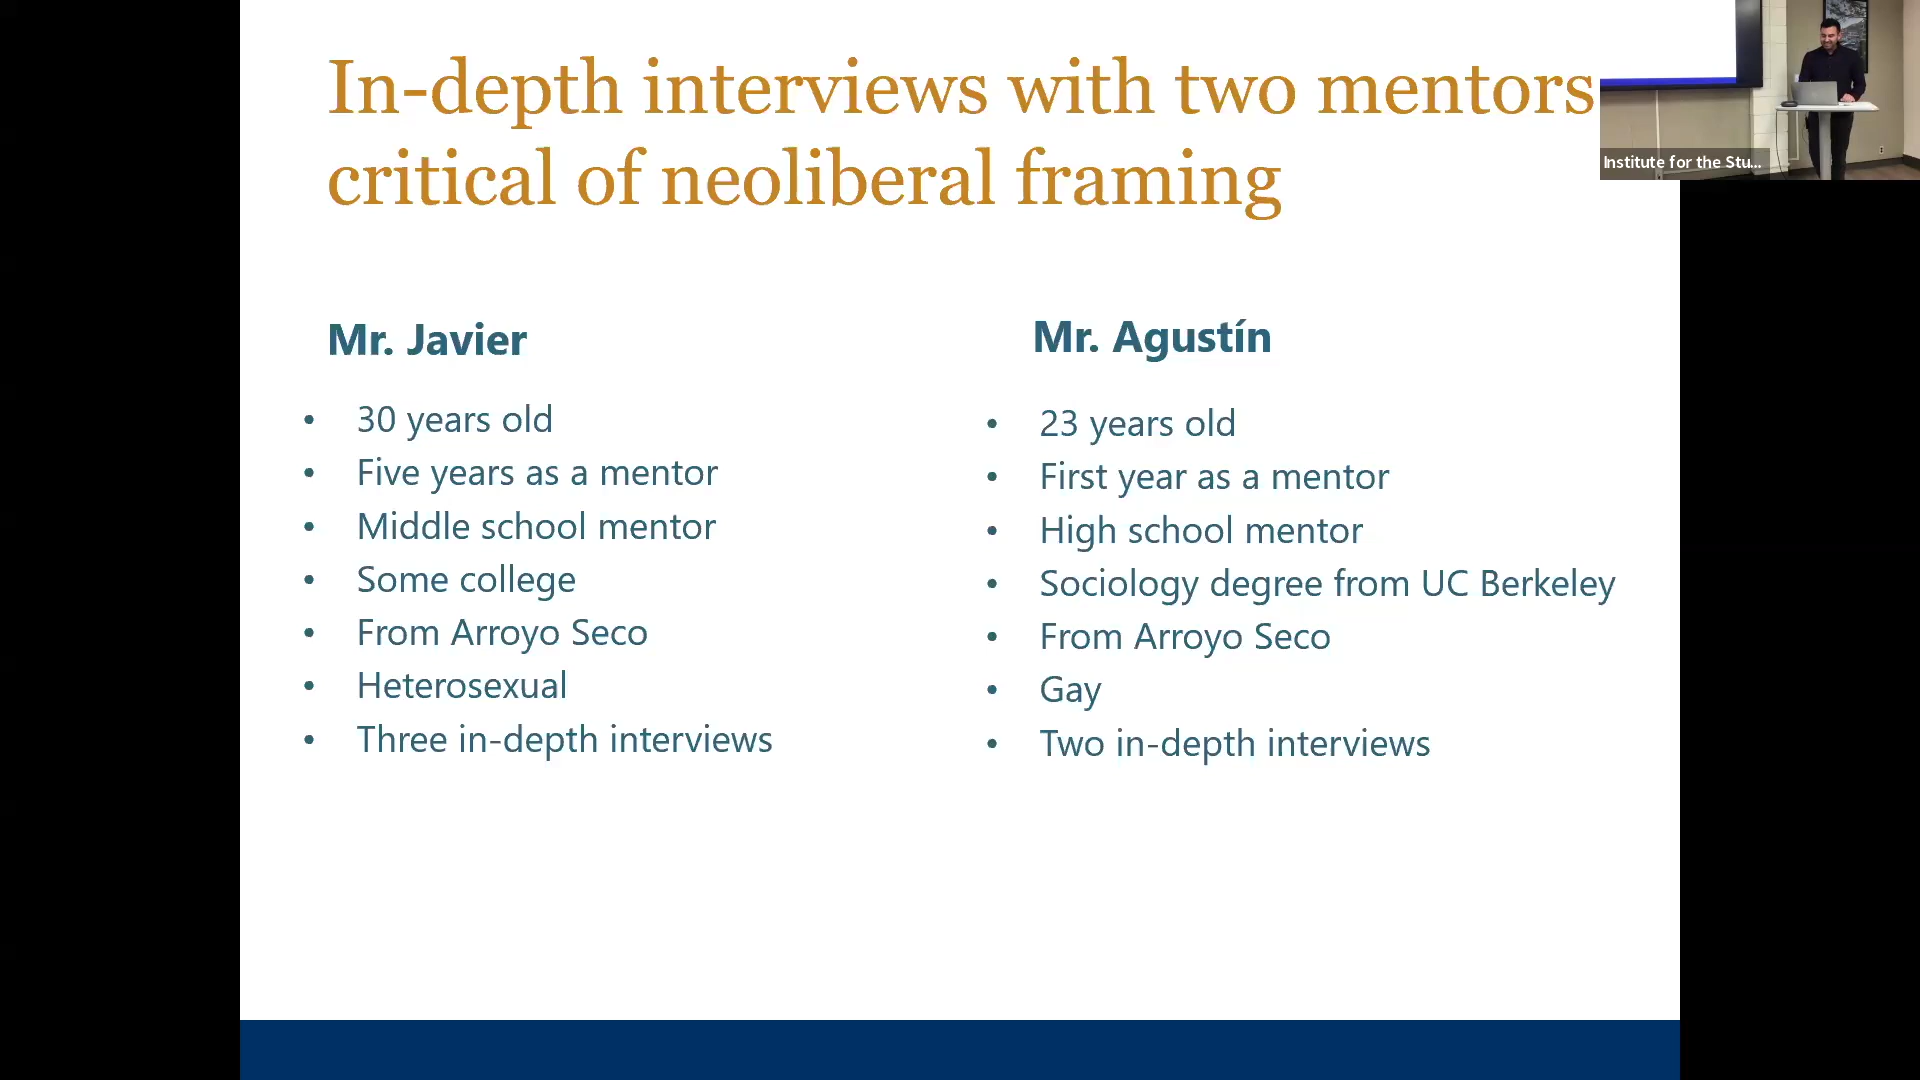 In-depth interviews with two mentors
critical of neoliberal framing
Institute for the Stu...
Mr. Javier
• 30 years old
• Five years as a mentor
• Middle school mentor
• Some college
• From Arroyo Seco
• Heterosexual
• Three in-depth interviews
Mr. Agustín
• 23 years old
• First year as a mentor
• High school mentor
• Sociology degree from UC Berkeley
• From Arroyo Seco
• Gay
• Two in-depth interviews